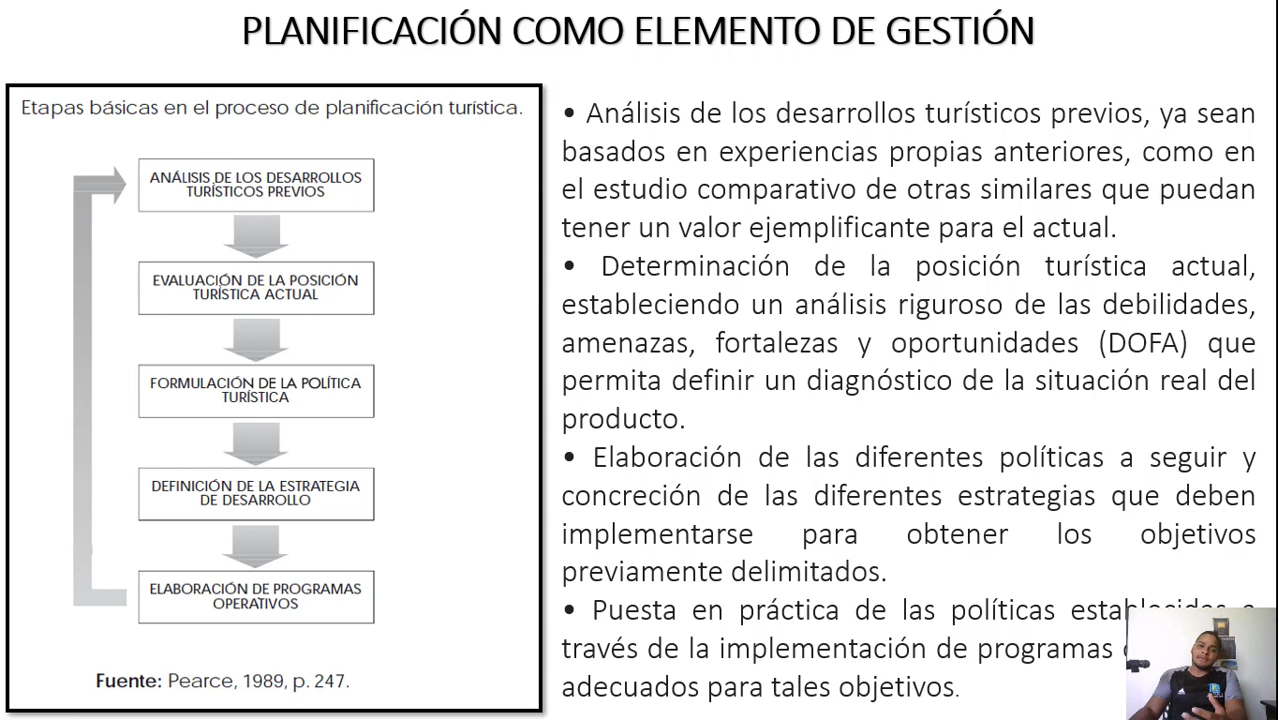 PLANIFICACIÓN COMO ELEMENTO DE GESTIÓN
Etapas básicas en el proceso de planificación turística.
ANÁLISIS DE LOS DESARROLLOS
TURÍSTICOS PREVIOS
EVALUACIÓN DE LA POSICIÓN
TURÍSTICA ACTUAL
FORMULACIÓN DE LA POLÍTICA
TURÍSTICA
DEFINICIÓN DE LA ESTRATEGIA
DE DESARROLLO
ELABORACIÓN DE PROGRAMAS
OPERATIVOS
Fuente: Pearce, 1989, p. 247.
• Análisis de los desarrollos turísticos previos, ya sean
basados en experiencias propias anteriores, como en
el estudio comparativo de otras similares que puedan
tener un valor ejemplificante para el actual.
• Determinación de la posición turística actual,
estableciendo un análisis riguroso de las debilidades,
amenazas, fortalezas y oportunidades (DOFA) que
permita definir un diagnóstico de la situación real del
producto.
• Elaboración de las diferentes políticas a seguir y
concreción de las diferentes estrategias que deben
implementarse para obtener los objetivos
previamente delimitados.
• Puesta en práctica de las políticas establecidas a
través de la implementación de programas
adecuados para tales objetivos.